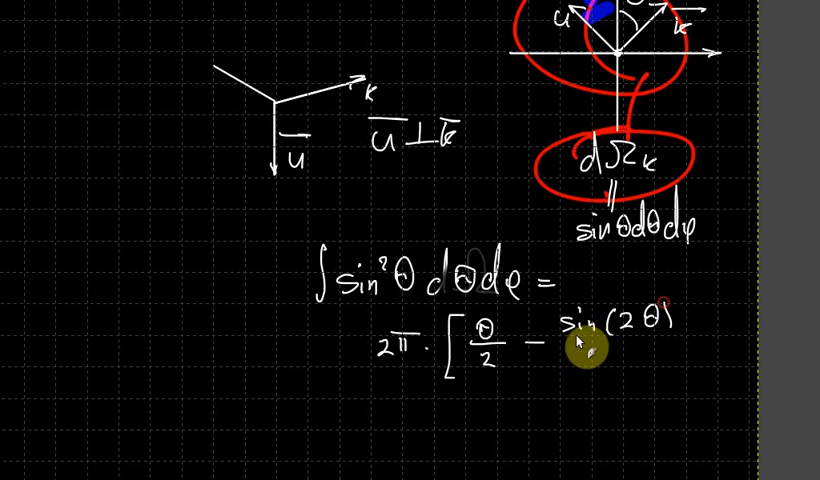 u k
k
u
u ⊥ k
dΩk
||
sinθdθdφ
∫ sin²θ dθdφ =
2π · [ θ/2 - sin(2θ)